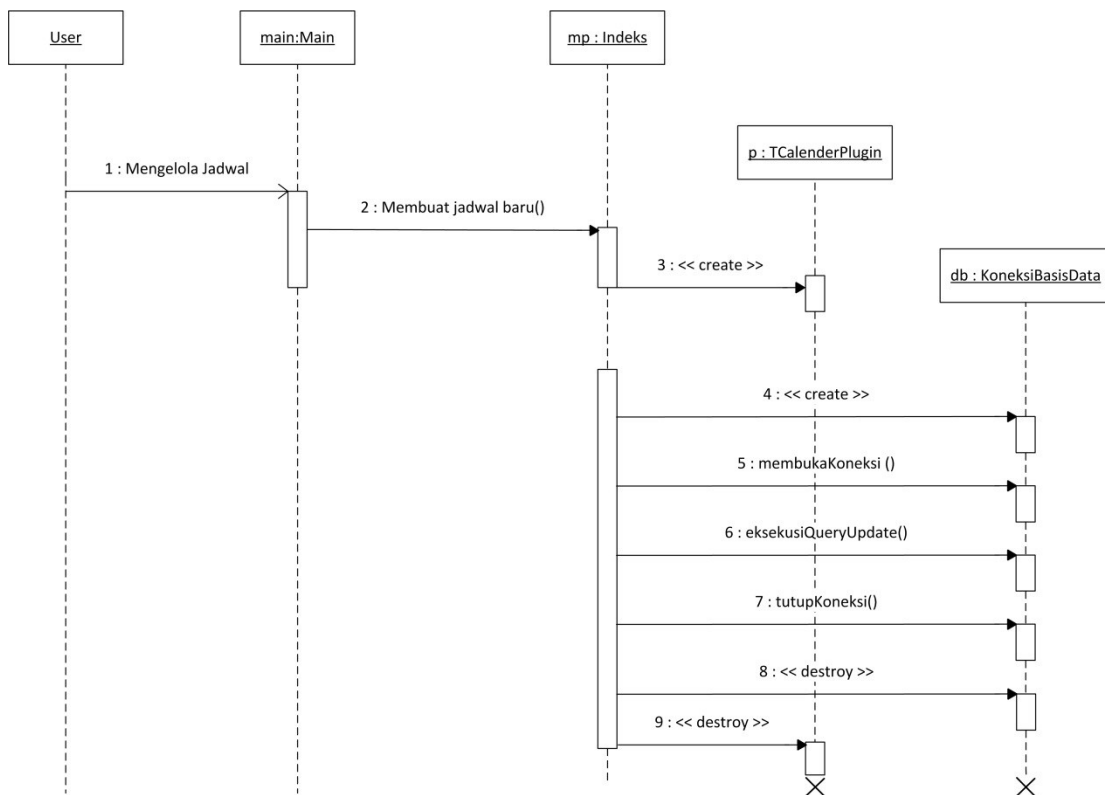 User
main:Main
mp : Indeks
p : TCalenderPlugin
1 : Mengelola Jadwal
2 : Membuat jadwal baru()
3 : << create >>
db : KoneksiBasisData
4 : << create >>
5 : membukaKoneksi ()
6 : eksekusiQueryUpdate()
7 : tutupKoneksi()
8 : << destroy >>
9 : << destroy >>